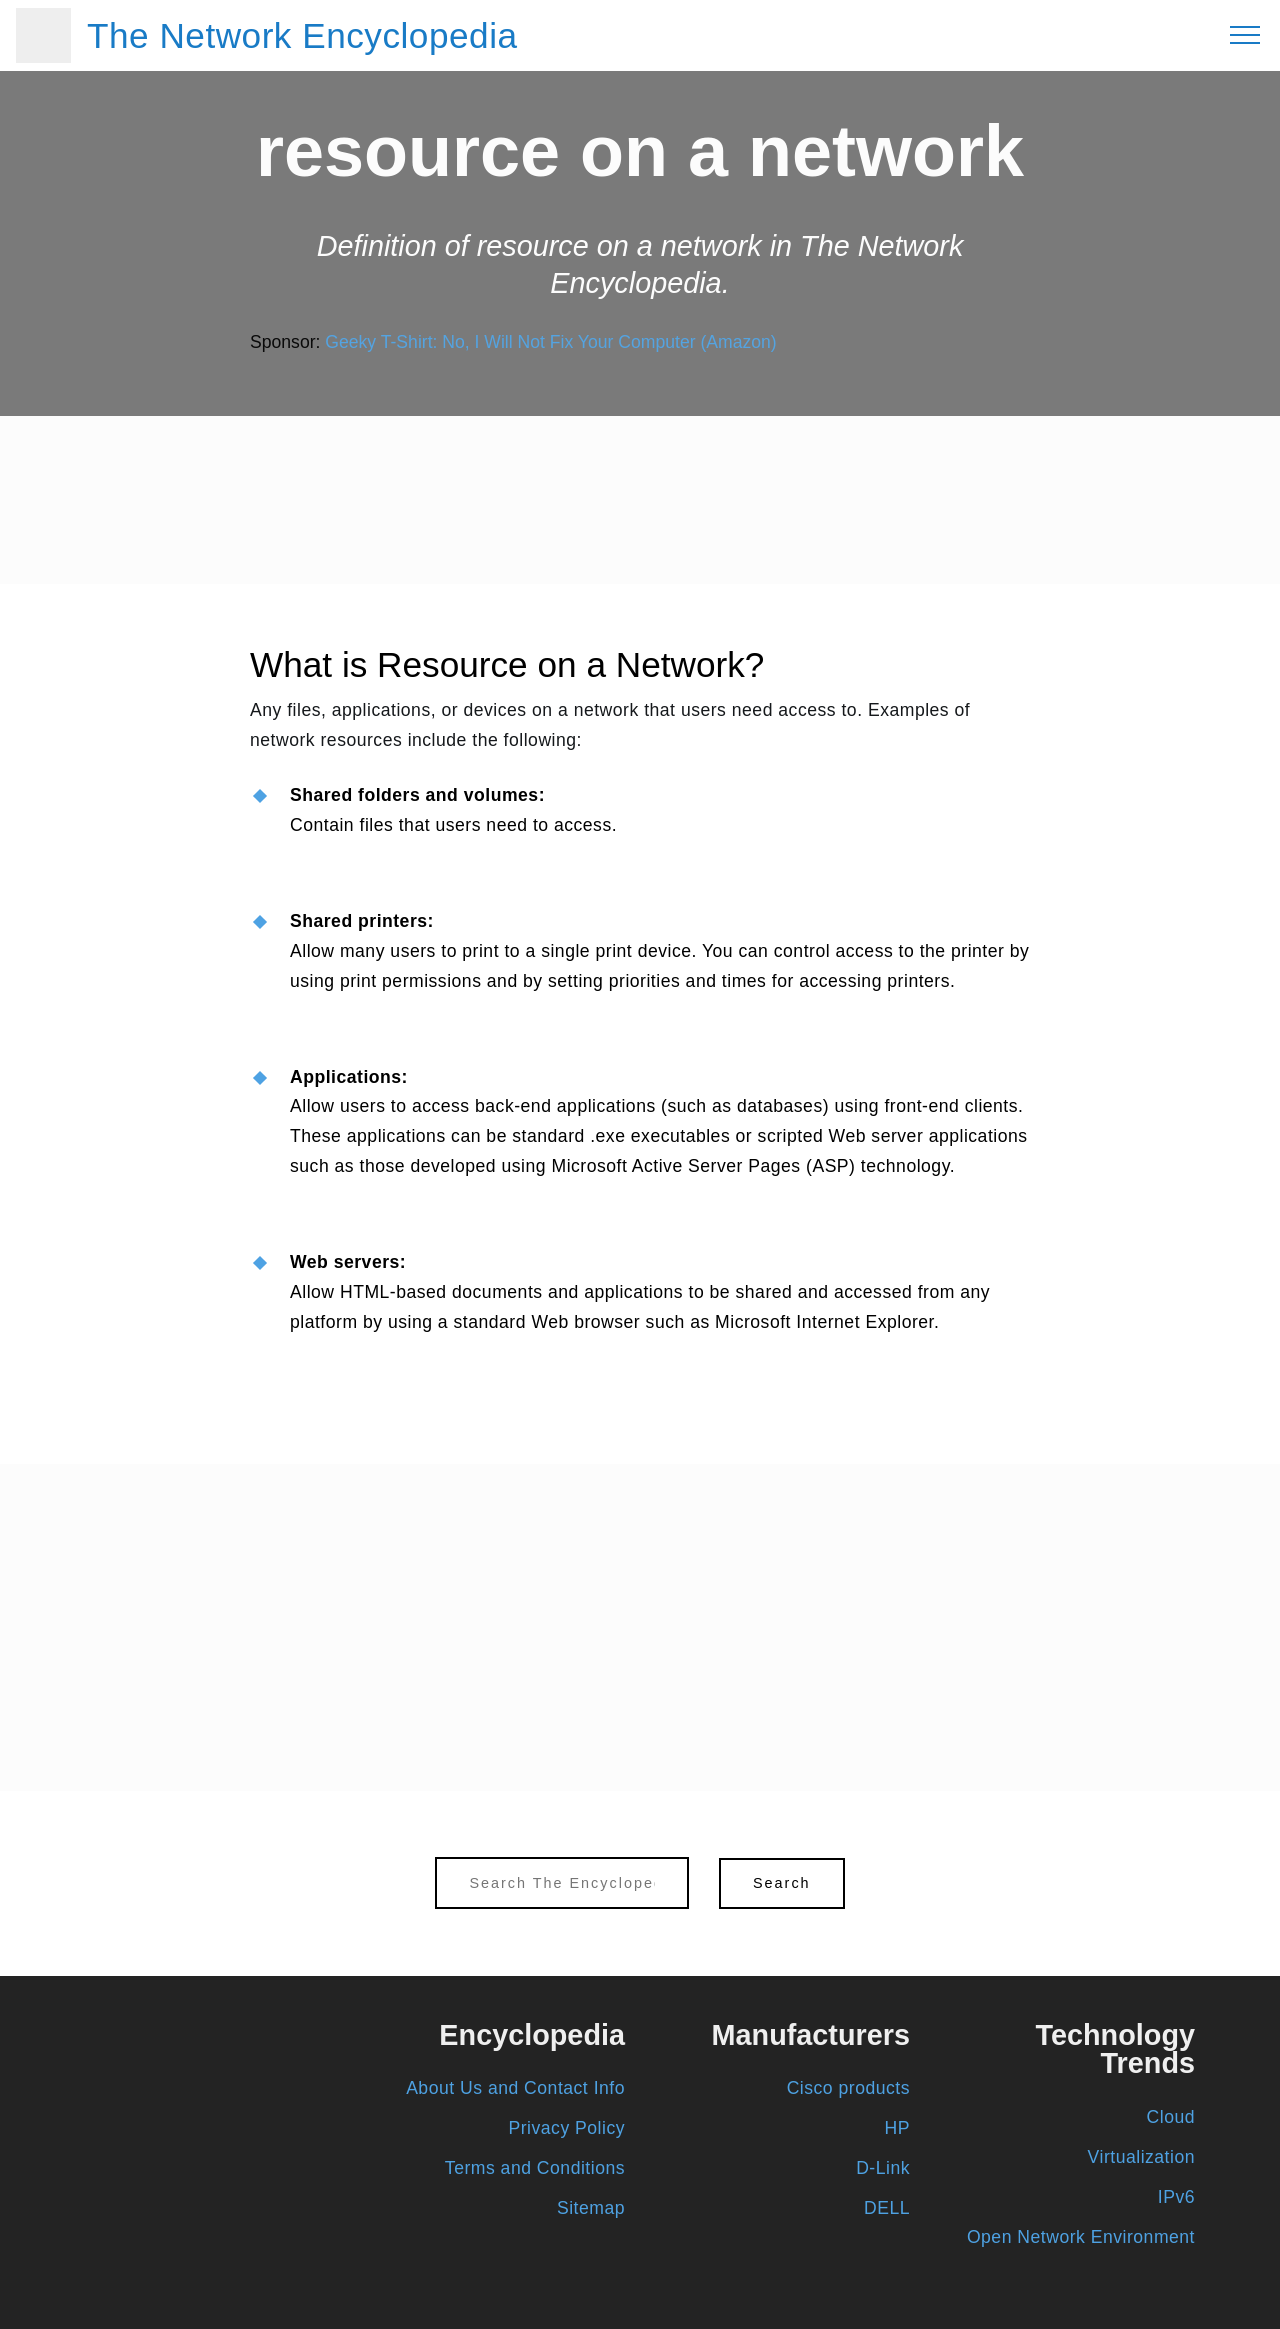 The Network Encyclopedia
resource on a network
Definition of resource on a network in The Network
Encyclopedia.
Sponsor: Geeky T-Shirt: No, I Will Not Fix Your Computer (Amazon)
What is Resource on a Network?
Any files, applications, or devices on a network that users need access to. Examples of
network resources include the following:
Shared folders and volumes:
Contain files that users need to access.
Shared printers:
Allow many users to print to a single print device. You can control access to the printer by
using print permissions and by setting priorities and times for accessing printers.
Applications:
Allow users to access back-end applications (such as databases) using front-end clients.
These applications can be standard .exe executables or scripted Web server applications
such as those developed using Microsoft Active Server Pages (ASP) technology.
Web servers:
Allow HTML-based documents and applications to be shared and accessed from any
platform by using a standard Web browser such as Microsoft Internet Explorer.
Search The Encyclope
Search
Encyclopedia
About Us and Contact Info
Privacy Policy
Terms and Conditions
Sitemap
Manufacturers
Cisco products
HP
D-Link
DELL
Technology
Trends
Cloud
Virtualization
IPv6
Open Network Environment